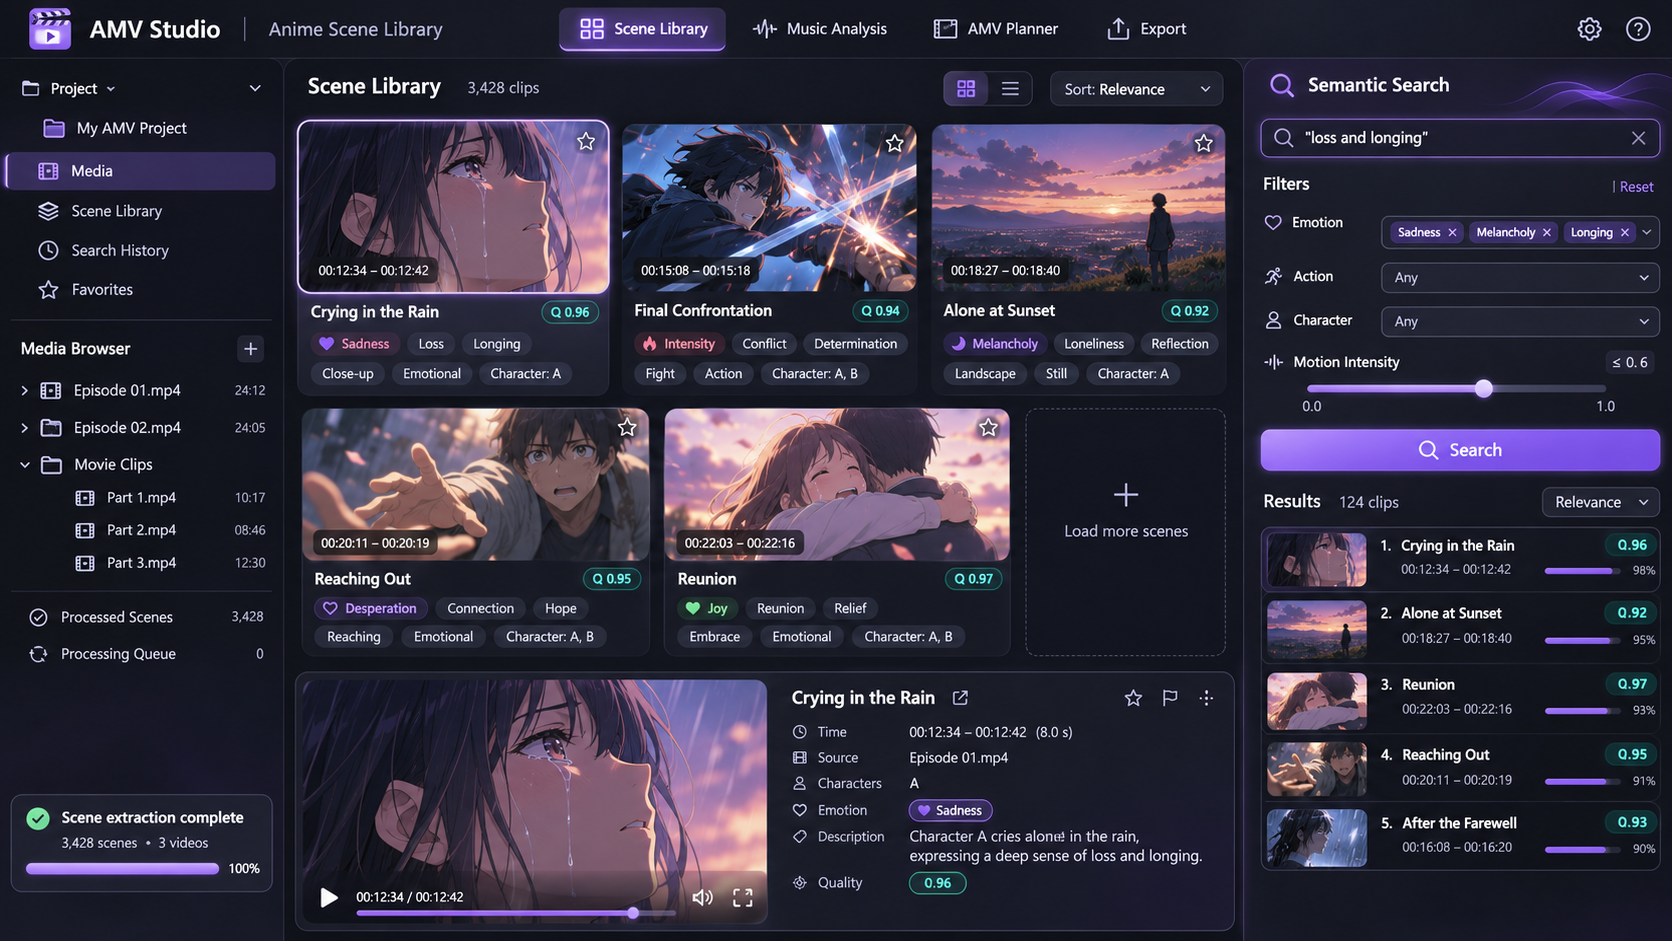 AMV Studio
Anime Scene Library
Scene Library
Music Analysis
AMV Planner
Export
Project
My AMV Project
Media
Scene Library
Search History
Favorites
Media Browser
Episode 01.mp4 24:12
Episode 02.mp4 24:05
Movie Clips
Part 1.mp4 10:17
Part 2.mp4 08:46
Part 3.mp4 12:30
Processed Scenes 3,428
Processing Queue 0
Scene extraction complete
3,428 scenes • 3 videos
100%
Scene Library 3,428 clips
Sort: Relevance
00:12:34 – 00:12:42
Crying in the Rain Q 0.96
Sadness Loss Longing
Close-up Emotional Character: A
00:15:08 – 00:15:18
Final Confrontation Q 0.94
Intensity Conflict Determination
Fight Action Character: A, B
00:18:27 – 00:18:40
Alone at Sunset Q 0.92
Melancholy Loneliness Reflection
Landscape Still Character: A
00:20:11 – 00:20:19
Reaching Out Q 0.95
Desperation Connection Hope
Reaching Emotional Character: A, B
00:22:03 – 00:22:16
Reunion Q 0.97
Joy Reunion Relief
Embrace Emotional Character: A, B
Load more scenes
00:12:34 / 00:12:42
Crying in the Rain
Time 00:12:34 – 00:12:42 (8.0 s)
Source Episode 01.mp4
Characters A
Emotion Sadness
Description Character A cries alone in the rain,
expressing a deep sense of loss and longing.
Quality 0.96
Semantic Search
"loss and longing"
Filters | Reset
Emotion Sadness Melancholy Longing
Action Any
Character Any
Motion Intensity ≤ 0.6
0.0 1.0
Search
Results 124 clips Relevance
1. Crying in the Rain Q.96
00:12:34 – 00:12:42 98%
2. Alone at Sunset Q.92
00:18:27 – 00:18:40 95%
3. Reunion Q.97
00:22:03 – 00:22:16 93%
4. Reaching Out Q.95
00:20:11 – 00:20:19 91%
5. After the Farewell Q.93
00:16:08 – 00:16:20 90%